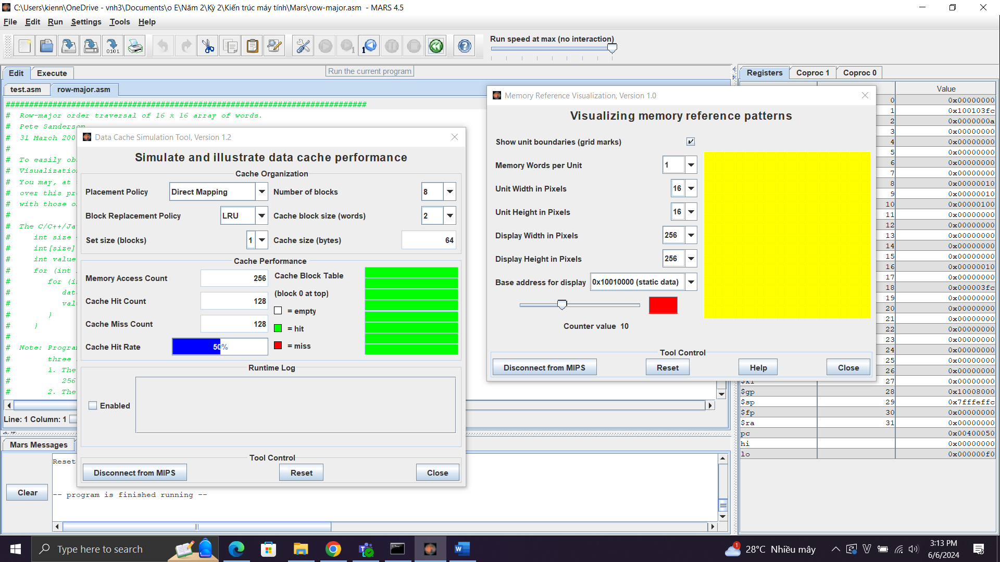 C:\Users\kienn\OneDrive - vnh3\Documents\o E\Năm 2\Kỳ 2\Kiến trúc máy tính\Mars\row-major.asm - MARS 4.5
File Edit Run Settings Tools Help
Run speed at max (no interaction)
Edit Execute
Run the current program
Registers Coproc 1 Coproc 0
test.asm row-major.asm
Value
########################################################################
# Row-major order traversal of 16 x 16 array of words.
# Pete Sanderson
# 31 March 200
#
# To easily ob
# Visualization
# You may, at
# over this pr
# with those o
#
# The C/C++/Ja
# int size
# int[size]
# int value
# for (int
# for (i
# dat
# val
# }
# }
#
# Note: Program
# three
# 1. The
# 256
# 2. The
Line: 1 Column: 1
Data Cache Simulation Tool, Version 1.2
Simulate and illustrate data cache performance
Cache Organization
Placement Policy Direct Mapping Number of blocks 8
Block Replacement Policy LRU Cache block size (words) 2
Set size (blocks) 1 Cache size (bytes) 64
Cache Performance
Memory Access Count 256 Cache Block Table
(block 0 at top)
Cache Hit Count 128
= empty
Cache Miss Count 128
= hit
Cache Hit Rate 50%
= miss
Runtime Log
Enabled
Tool Control
Disconnect from MIPS Reset Close
Memory Reference Visualization, Version 1.0
Visualizing memory reference patterns
Show unit boundaries (grid marks)
Memory Words per Unit 1
Unit Width in Pixels 16
Unit Height in Pixels 16
Display Width in Pixels 256
Display Height in Pixels 256
Base address for display 0x10010000 (static data)
Counter value 10
Tool Control
Disconnect from MIPS Reset Help Close
0 0x00000000
1 0x100103fc
2 0x0000000a
3 0x00000000
4 0x00000000
5 0x00000000
6 0x00000000
7 0x00000000
8 0x00000010
9 0x00000010
10 0x00000100
11 0x00000000
12 0x00000000
13 0x00000000
14 0x00000000
15 0x00000000
16 0x00000010
17 0x00000000
18 0x000003fc
19 0x00000000
20 0x00000000
21 0x00000000
22 0x00000000
23 0x00000000
24 0x00000000
25 0x00000000
26 0x00000000
$k1 27 0x00000000
$gp 28 0x10008000
$sp 29 0x7fffeffc
$fp 30 0x00000000
$ra 31 0x00000000
pc 0x00400050
hi 0x00000000
lo 0x000000f0
Mars Messages
Reset
-- program is finished running --
Clear
Type here to search
28°C Nhiều mây
3:13 PM
6/6/2024